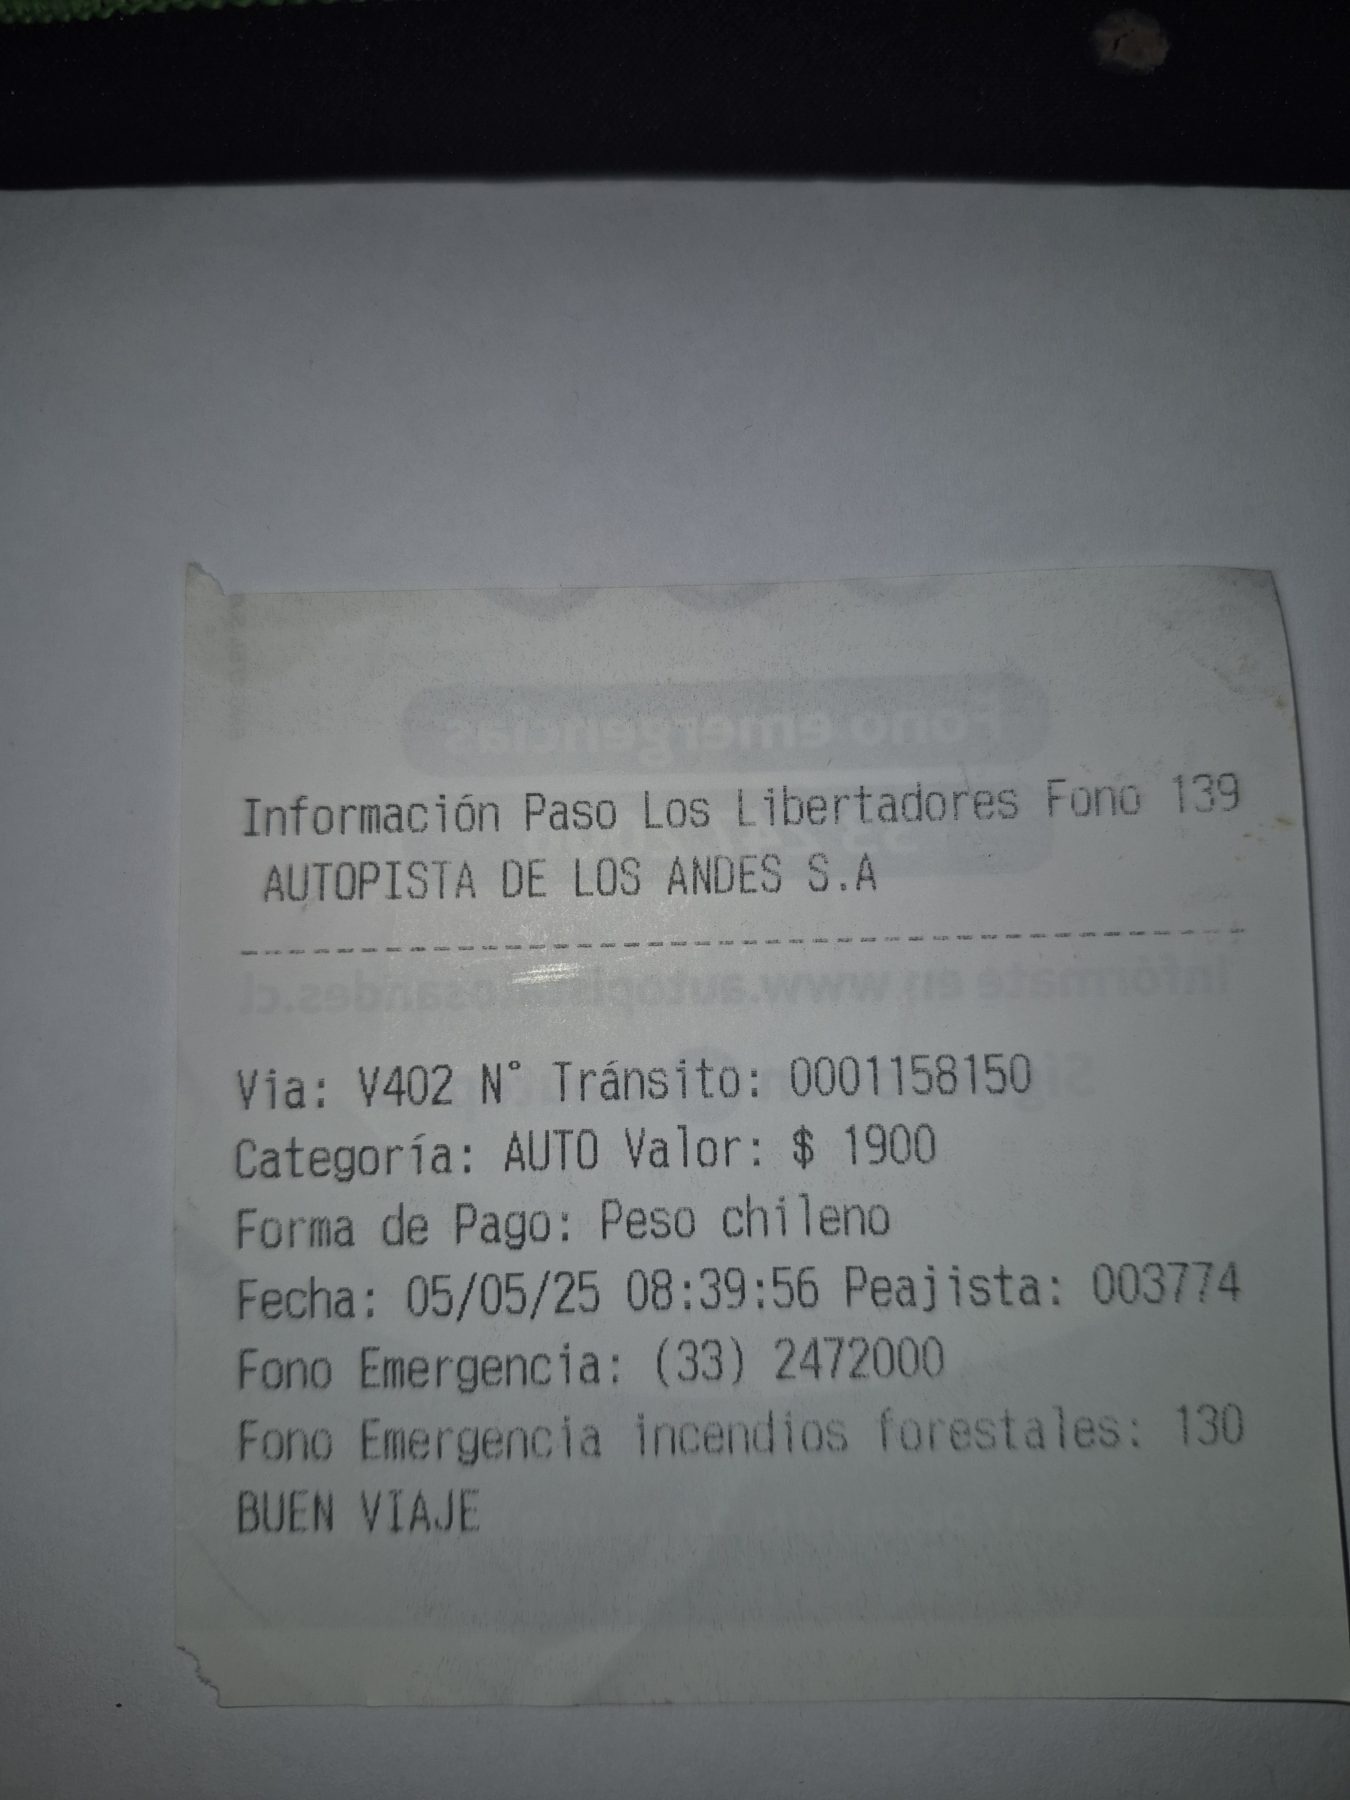 Información Paso Los Libertadores Fono 139
AUTOPISTA DE LOS ANDES S.A
Via: V402 N° Tránsito: 0001158150
Categoría: AUTO Valor: $ 1900
Forma de Pago: Peso chileno
Fecha: 05/05/25 08:39:56 Peajista: 003774
Fono Emergencia: (33) 2472000
Fono Emergencia incendios forestales: 130
BUEN VIAJE